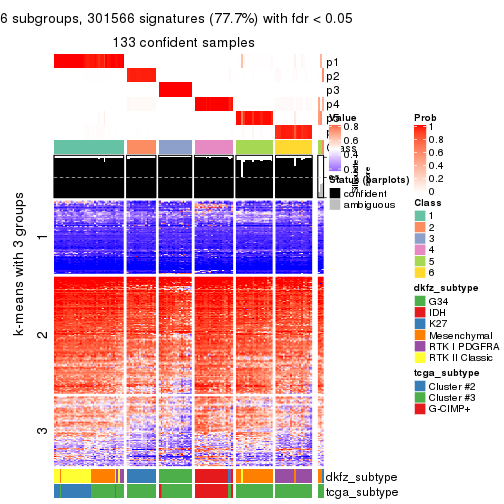 6 subgroups, 301566 signatures (77.7%) with fdr < 0.05
133 confident samples
p1
p2
p3
p4
Value
0.8
0.6
0.4
0.2
Status (barplots)
confident
ambiguous
Prob
1
0.8
0.6
0.4
0.2
0
Class
1
2
3
4
5
6
dkfz_subtype
G34
IDH
K27
Mesenchymal
RTK I PDGFRA
RTK II Classic
tcga_subtype
Cluster #2
Cluster #3
G-CIMP+
k-means with 3 groups
1
2
3
dkfz_subtype
tcga_subtype